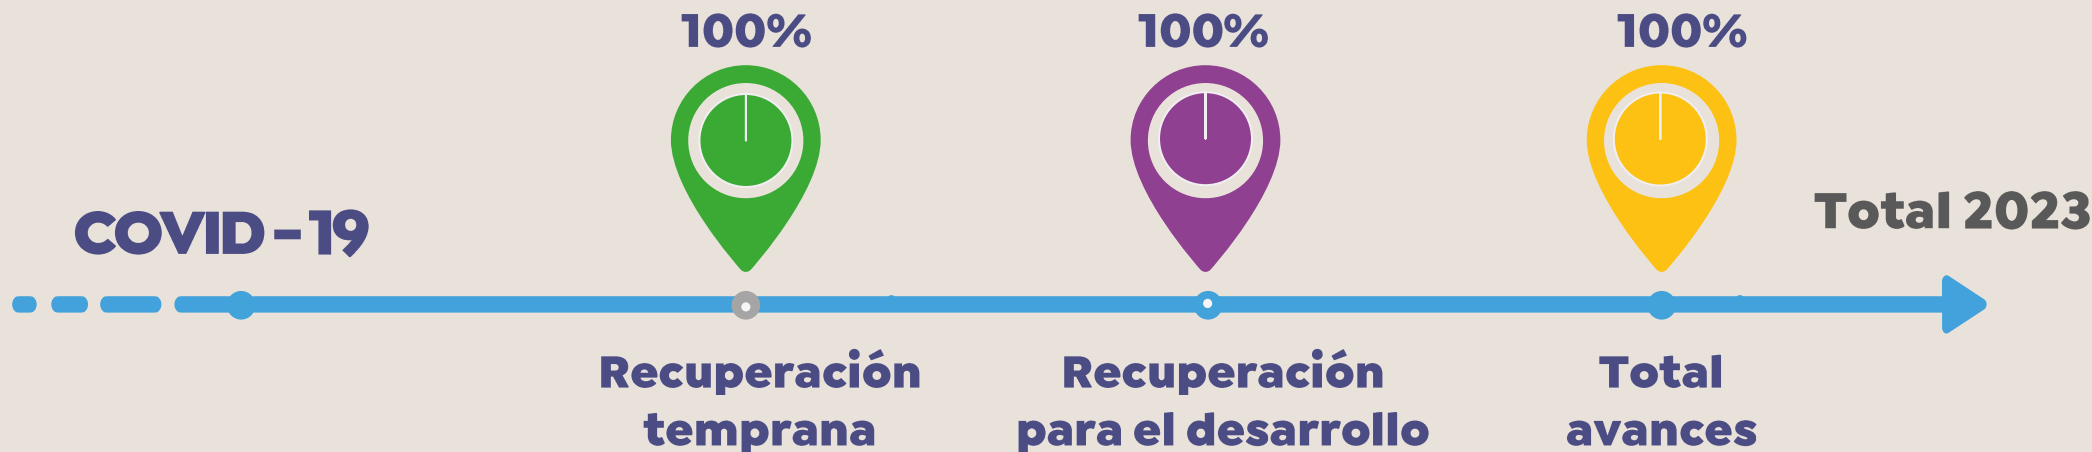 100%
100%
100%
COVID – 19
Total 2023
Recuperación
temprana
Recuperación
para el desarrollo
Total
avances